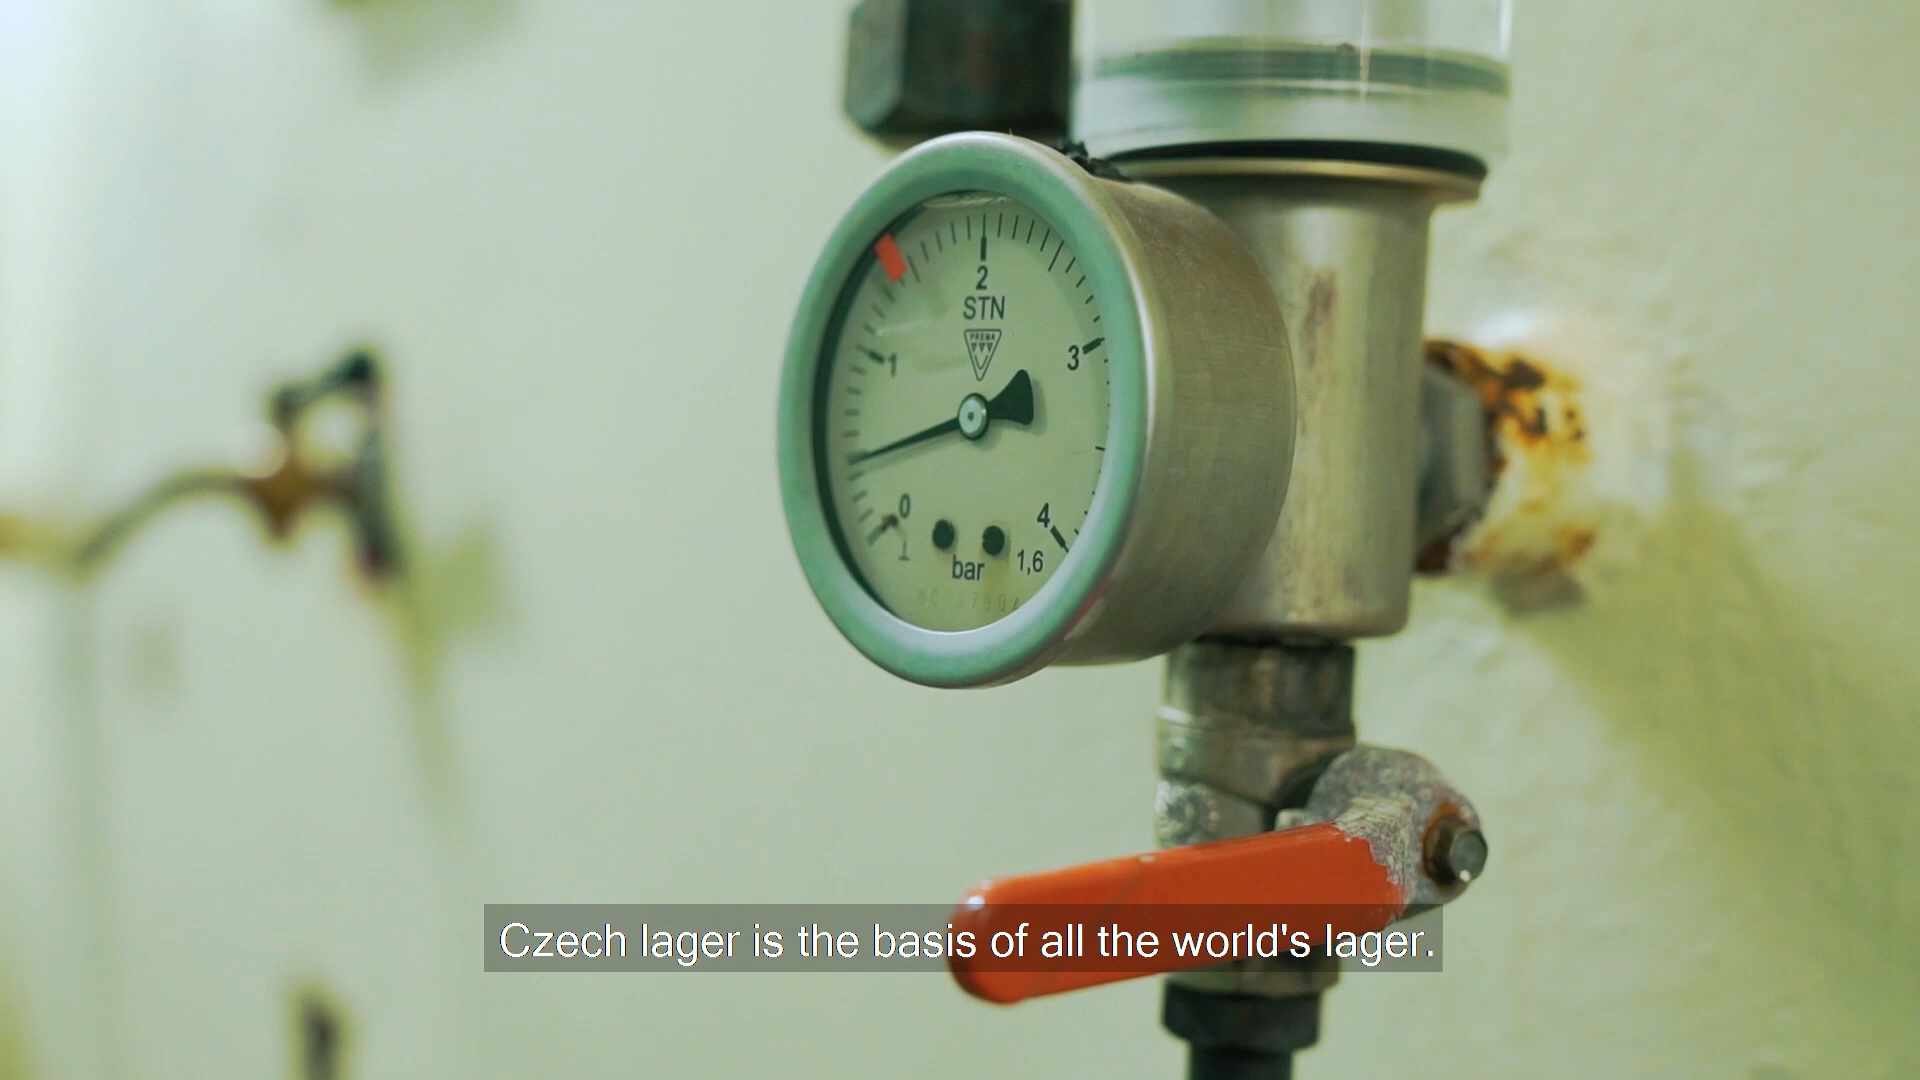 2
STN
PREMA
1
3
0
4
bar
1,6
Czech lager is the basis of all the world's lager.